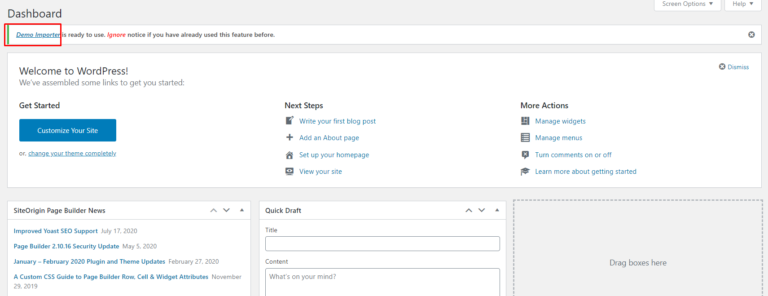 Screen Options ▼ Help ▼
Dashboard
Demo Importer is ready to use. Ignore notice if you have already used this feature before.
Welcome to WordPress!
We've assembled some links to get you started:
Dismiss
Get Started
Customize Your Site
or, change your theme completely
Next Steps
Write your first blog post
Add an About page
Set up your homepage
View your site
More Actions
Manage widgets
Manage menus
Turn comments on or off
Learn more about getting started
SiteOrigin Page Builder News
Improved Yoast SEO Support July 17, 2020
Page Builder 2.10.16 Security Update May 5, 2020
January – February 2020 Plugin and Theme Updates February 27, 2020
A Custom CSS Guide to Page Builder Row, Cell & Widget Attributes November
29, 2019
Quick Draft
Title
Content
What's on your mind?
Drag boxes here